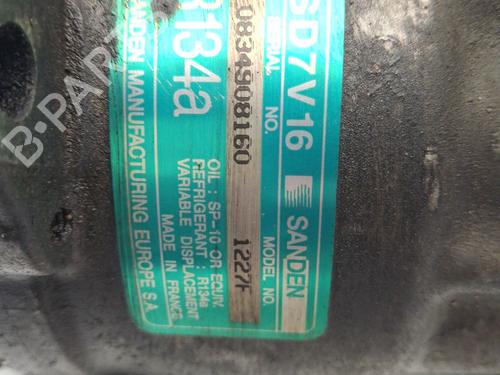 SD7V16
SERIAL NO.
0834908160
R134a
SANDEN
MODEL NO.
1227F
OIL : SP-10 OR EQUIV.
REFRIGERANT : R134a
VARIABLE DISPLACEMENT
SANDEN MANUFACTURING EUROPE S.A.
MADE IN FRANCE
B-PARTS